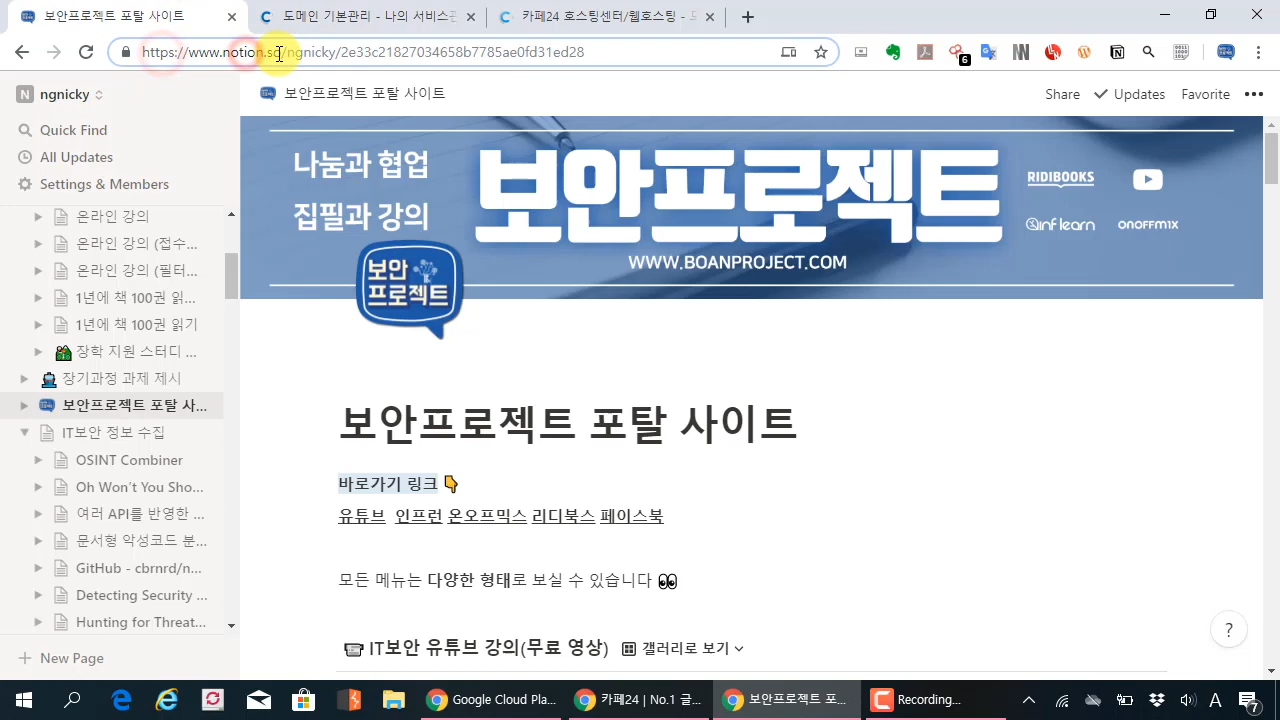 보안프로젝트 포탈 사이트
도메인 기본관리 - 나의 서비스관
카페24 호스팅센터/웹호스팅 - 도
https://www.notion.so/ngnicky/2e33c21827034658b7785ae0fd31ed28
6
N ngnicky
보안프로젝트 포탈 사이트
Share
Updates
Favorite
Quick Find
All Updates
Settings & Members
온라인 강의
온라인 강의 (접수...
온라인 강의 (필터...
1년에 책 100권 읽...
1년에 책 100권 읽기
장학 지원 스터디 ...
장기과정 과제 제시
보안프로젝트 포탈 사...
IT보안 정보 수집
OSINT Combiner
Oh Won't You Sho...
여러 API를 반영한 ...
문서형 악성코드 분...
GitHub - cbrnrd/n...
Detecting Security ...
Hunting for Threat...
New Page
나눔과 협업
집필과 강의
보안프로젝트
WWW.BOANPROJECT.COM
RIDIBOOKS
inflearn
ONOFFMIX
보안
프로젝트
보안프로젝트 포탈 사이트
바로가기 링크
유튜브 인프런 온오프믹스 리디북스 페이스북
모든 메뉴는 다양한 형태로 보실 수 있습니다
IT보안 유튜브 강의(무료 영상)
갤러리로 보기
?
Google Cloud Pla...
카페24 | No.1 글...
보안프로젝트 포...
Recording...
A
7